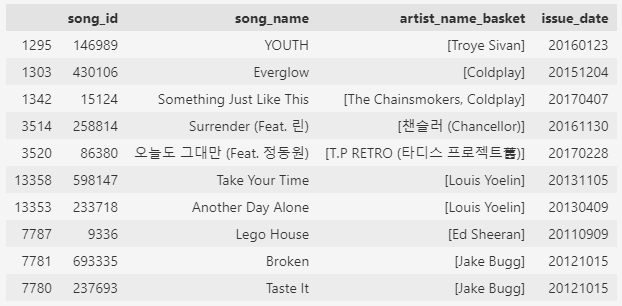 song_id song_name artist_name_basket issue_date
1295 146989 YOUTH [Troye Sivan] 20160123
1303 430106 Everglow [Coldplay] 20151204
1342 15124 Something Just Like This [The Chainsmokers, Coldplay] 20170407
3514 258814 Surrender (Feat. 린) [챈슬러 (Chancellor)] 20161130
3520 86380 오늘도 그대만 (Feat. 정동원) [T.P RETRO (타디스 프로젝트舊)] 20170228
13358 598147 Take Your Time [Louis Yoelin] 20131105
13353 233718 Another Day Alone [Louis Yoelin] 20130409
7787 9336 Lego House [Ed Sheeran] 20110909
7781 693335 Broken [Jake Bugg] 20121015
7780 237693 Taste It [Jake Bugg] 20121015